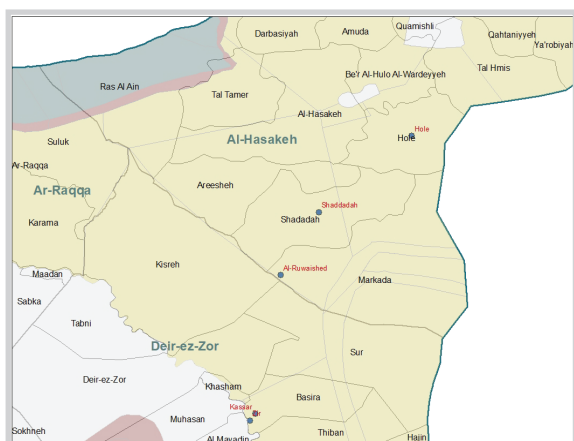 Quamishli
Darbasiyah
Amuda
Qahtaniyyeh
Ya'robiyah
Tal Hmis
Be'r Al-Hulo Al-Wardeyyeh
Ras Al Ain
Tal Tamer
Al-Hasakeh
Hole
Hole
Al-Hasakeh
Suluk
Ar-Raqqa
Areesheh
Ar-Raqqa
Shaddadah
Shadadah
Karama
Kisreh
Al-Ruwaished
Markada
Maadan
Sabka
Tabni
Deir-ez-Zor
Sur
Deir-ez-Zor
Khasham
Basira
Kassar
Muhasan
Sokhneh
Al Mayadin
Thiban
Hajin